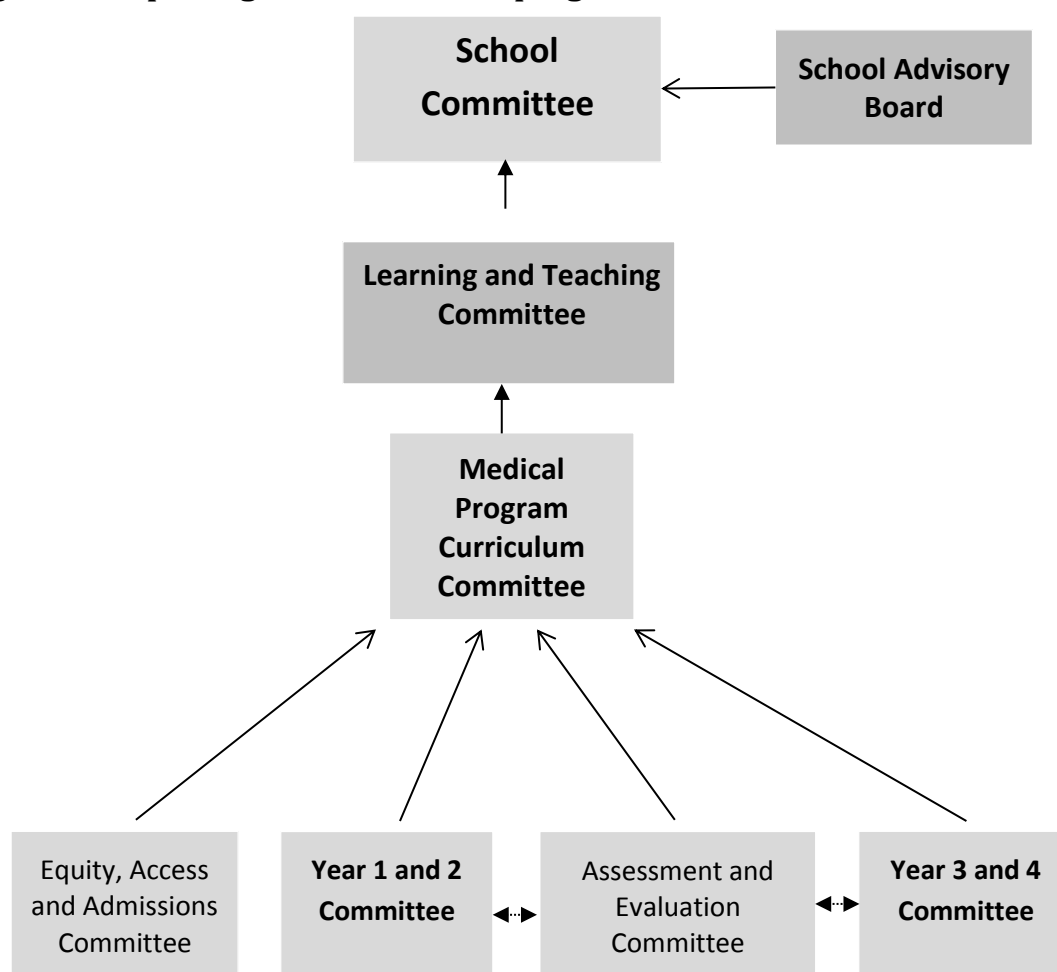 School
Committee
School Advisory
Board
Learning and Teaching
Committee
Medical
Program
Curriculum
Committee
Equity, Access
and Admissions
Committee
Year 1 and 2
Committee
Assessment and
Evaluation
Committee
Year 3 and 4
Committee